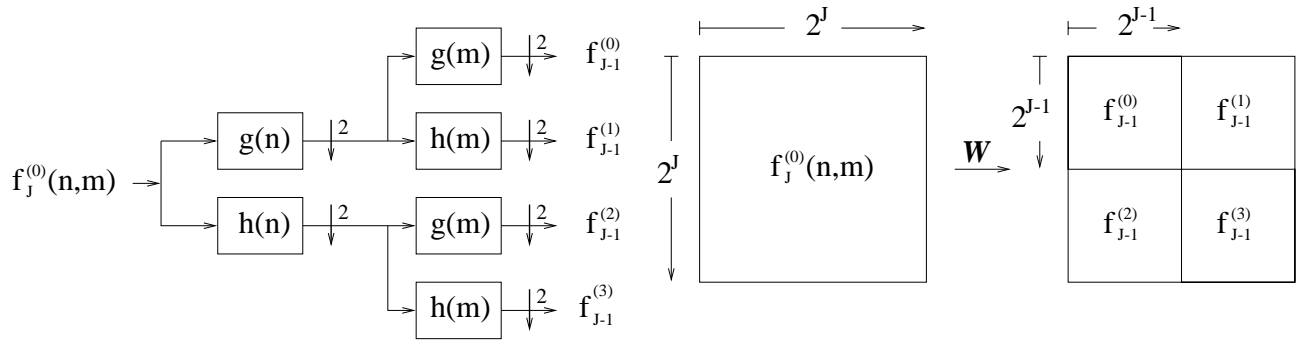 g(m) 2 f_{J-1}^{(0)}
g(n) 2 h(m) 2 f_{J-1}^{(1)}
f_J^{(0)}(n,m)
h(n) 2 g(m) 2 f_{J-1}^{(2)}
h(m) 2 f_{J-1}^{(3)}
2^J
2^J
f_J^{(0)}(n,m)
W
2^{J-1}
2^{J-1}
f_{J-1}^{(0)} f_{J-1}^{(1)}
f_{J-1}^{(2)} f_{J-1}^{(3)}